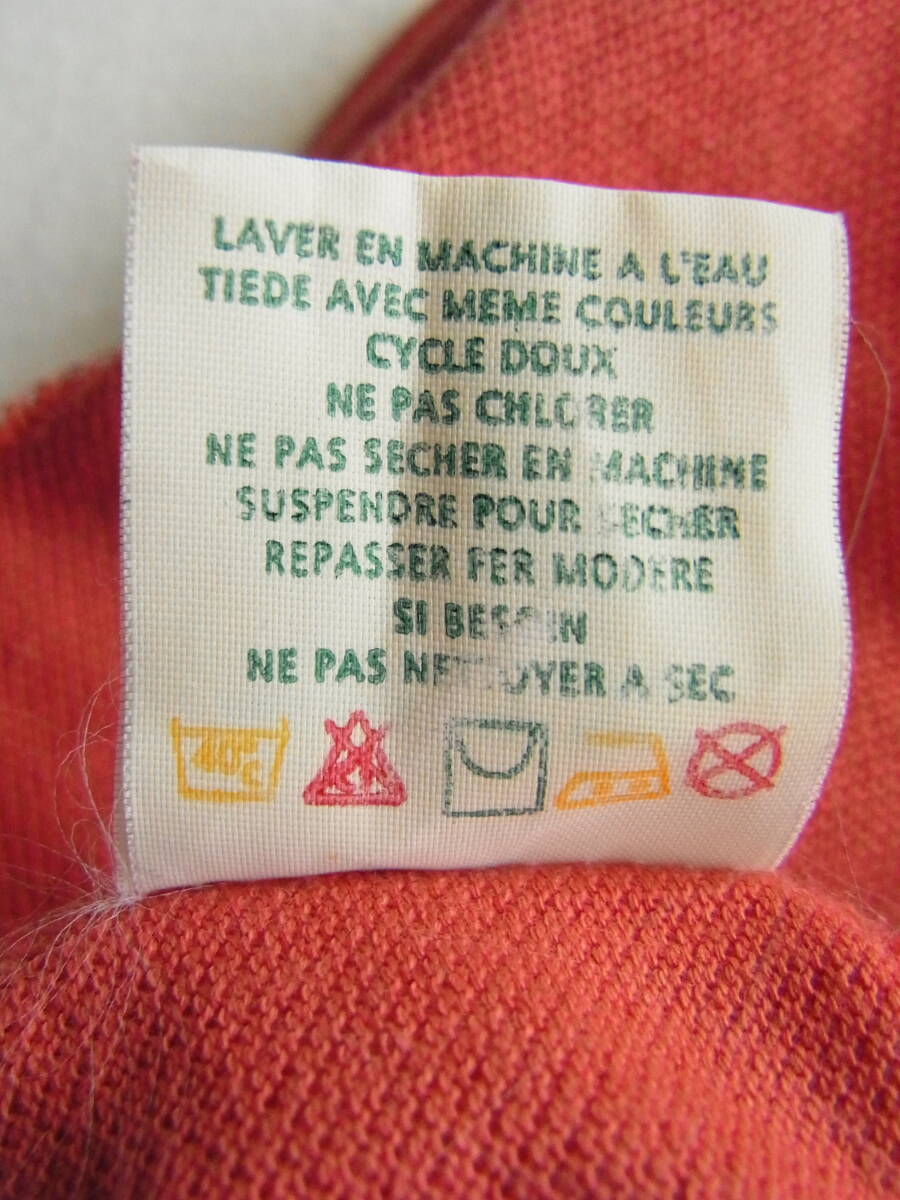 LAVER EN MACHINE A L'EAU
TIEDE AVEC MEME COULEURS
CYCLE DOUX
NE PAS CHLORER
NE PAS SECHER EN MACHINE
SUSPENDRE POUR SECHER
REPASSER FER MODERE
SI BESOIN
NE PAS NETTOYER A SEC
40°C CL